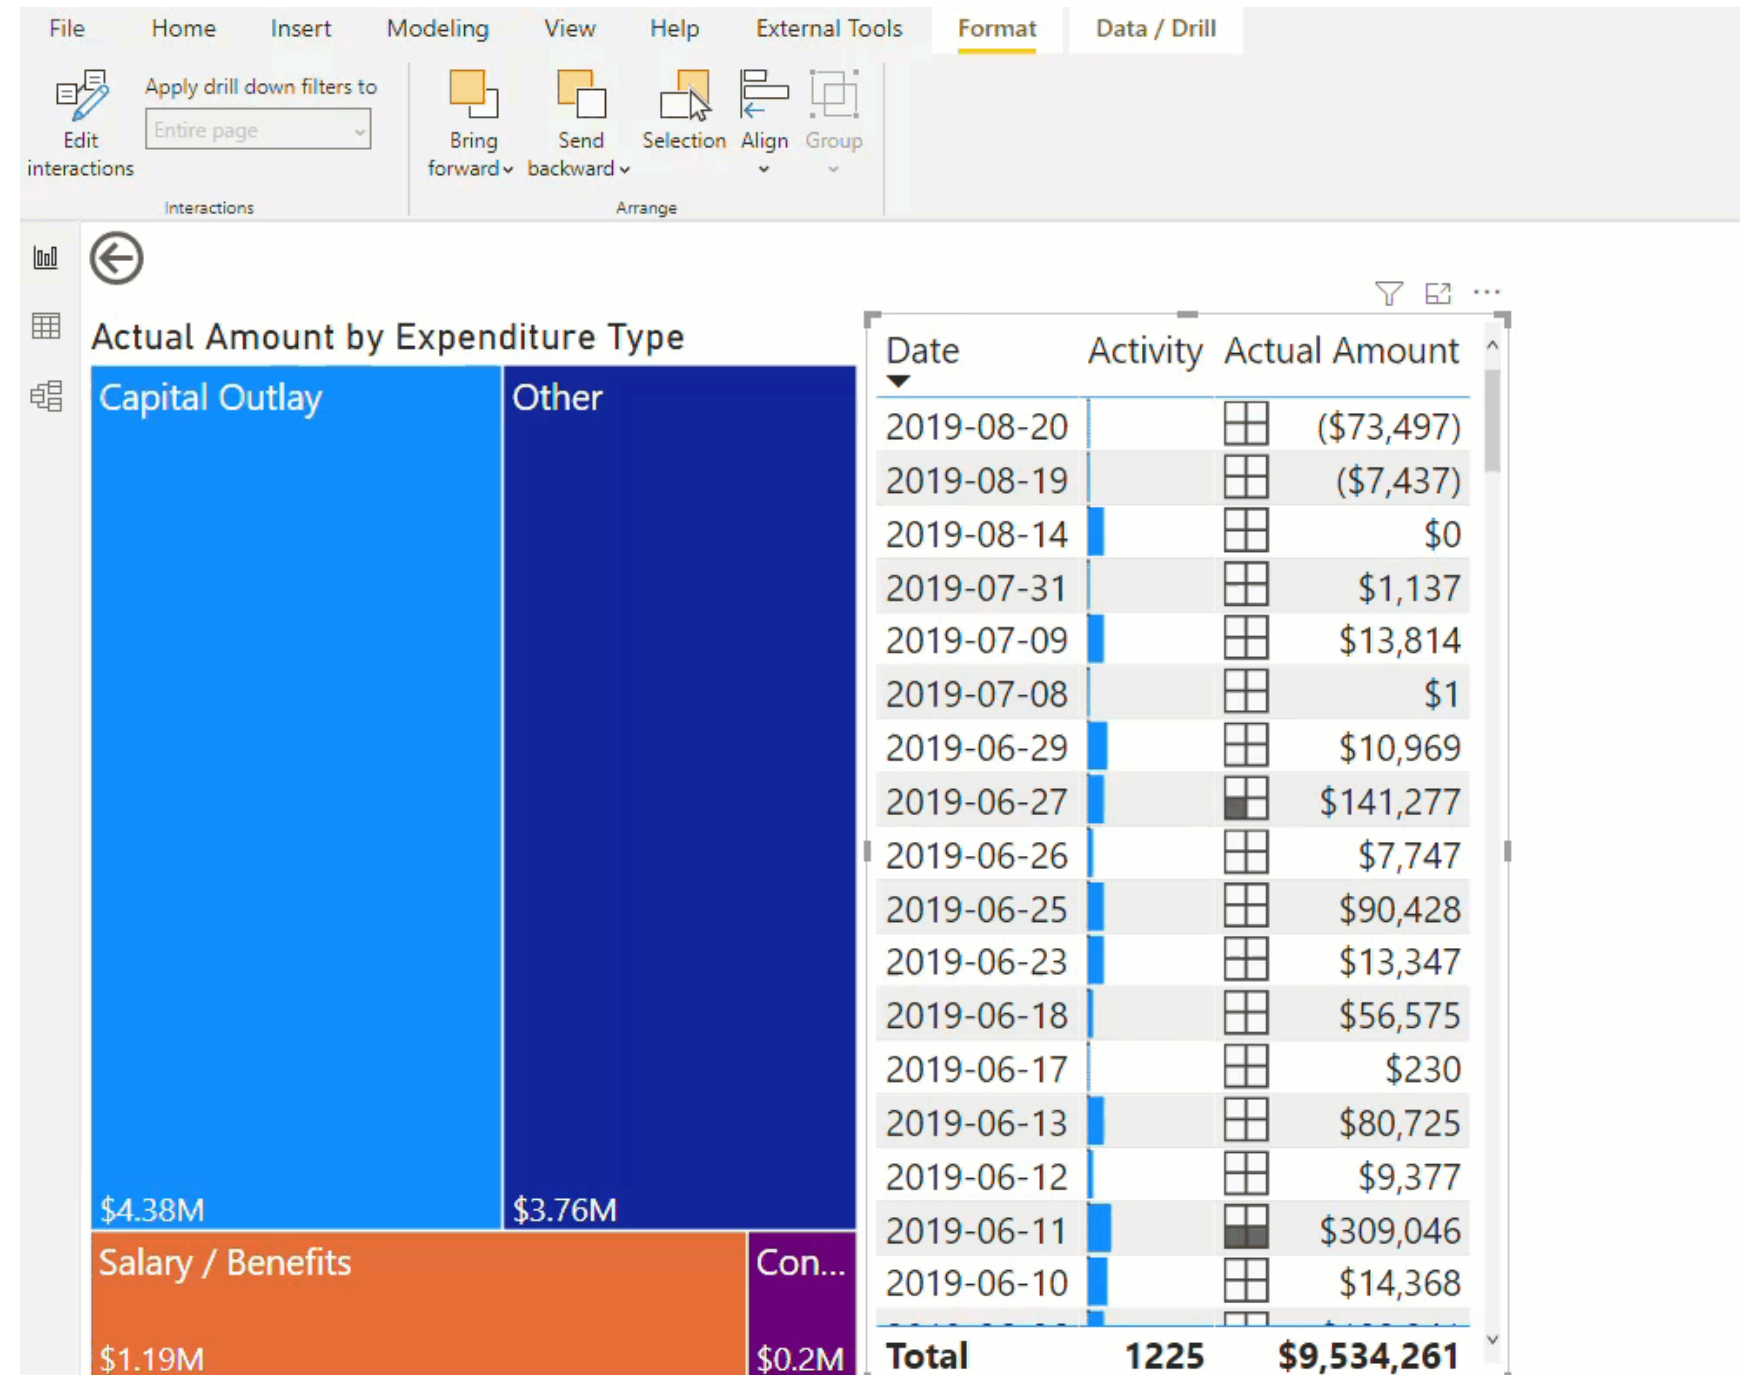 File Home Insert Modeling View Help External Tools Format Data / Drill
Apply drill down filters to
Entire page
Edit interactions
Bring forward
Send backward
Selection
Align
Group
Interactions
Arrange
Actual Amount by Expenditure Type
Capital Outlay
$4.38M
Other
$3.76M
Salary / Benefits
$1.19M
Con...
$0.2M
Date Activity Actual Amount
2019-08-20 ($73,497)
2019-08-19 ($7,437)
2019-08-14 $0
2019-07-31 $1,137
2019-07-09 $13,814
2019-07-08 $1
2019-06-29 $10,969
2019-06-27 $141,277
2019-06-26 $7,747
2019-06-25 $90,428
2019-06-23 $13,347
2019-06-18 $56,575
2019-06-17 $230
2019-06-13 $80,725
2019-06-12 $9,377
2019-06-11 $309,046
2019-06-10 $14,368
Total 1225 $9,534,261